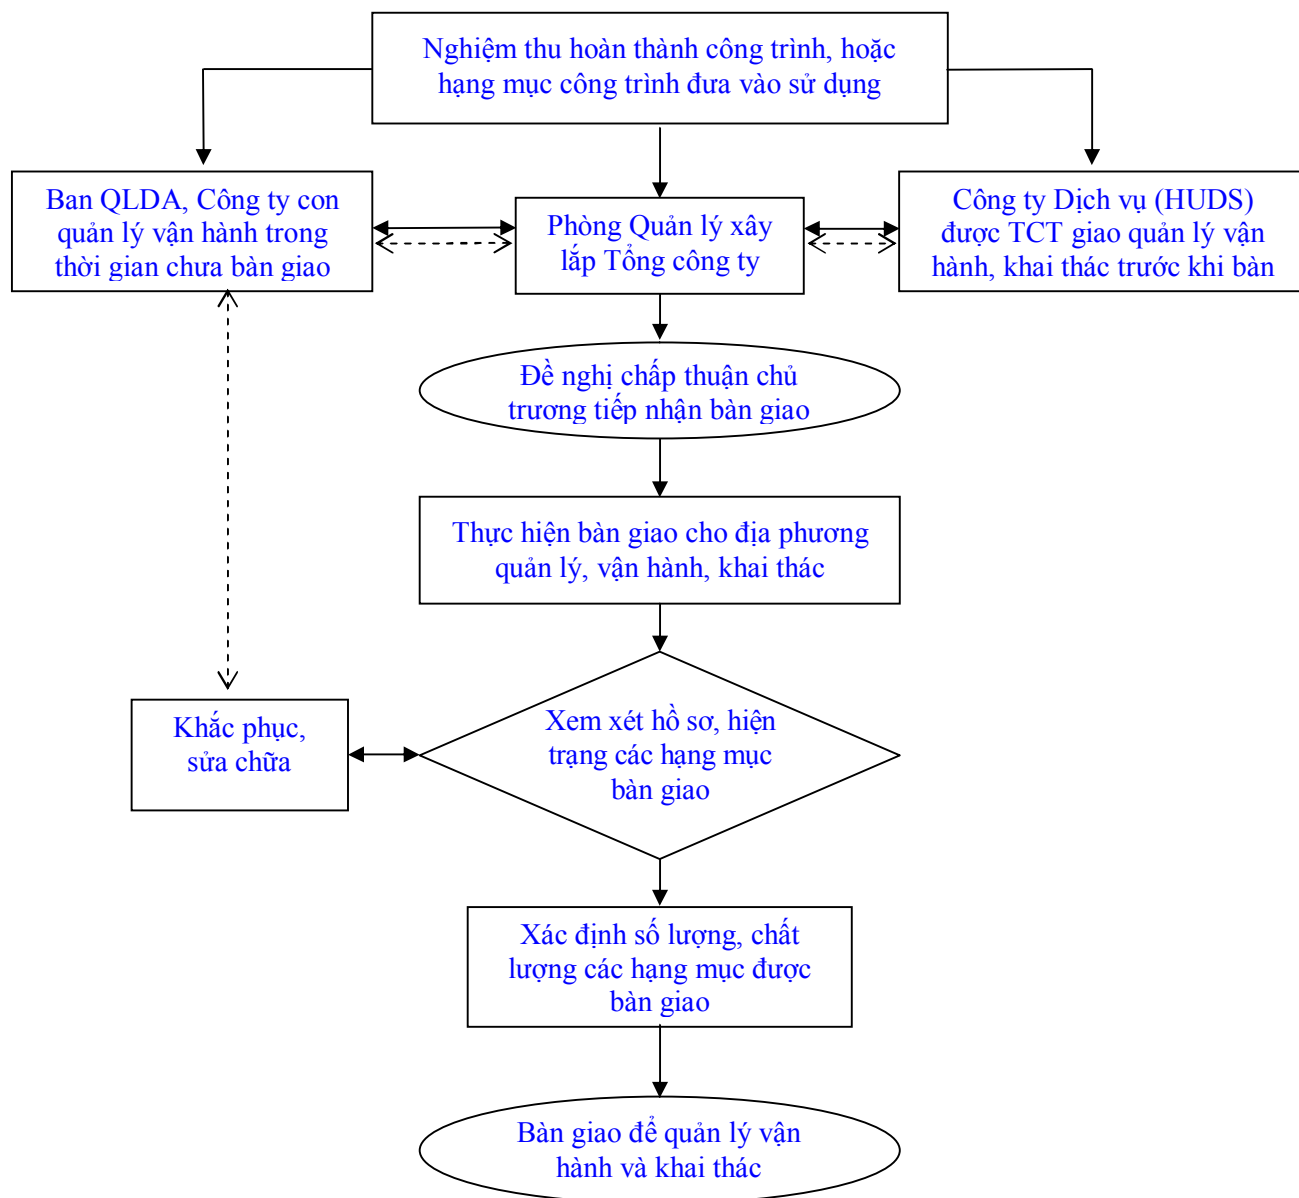 Nghiệm thu hoàn thành công trình, hoặc
hạng mục công trình đưa vào sử dụng
Ban QLDA, Công ty con
quản lý vận hành trong
thời gian chưa bàn giao
Phòng Quản lý xây
lắp Tổng công ty
Công ty Dịch vụ (HUDS)
được TCT giao quản lý vận
hành, khai thác trước khi bàn
Đề nghị chấp thuận chủ
trương tiếp nhận bàn giao
Thực hiện bàn giao cho địa phương
quản lý, vận hành, khai thác
Khắc phục,
sửa chữa
Xem xét hồ sơ, hiện
trạng các hạng mục
bàn giao
Xác định số lượng, chất
lượng các hạng mục được
bàn giao
Bàn giao để quản lý vận
hành và khai thác